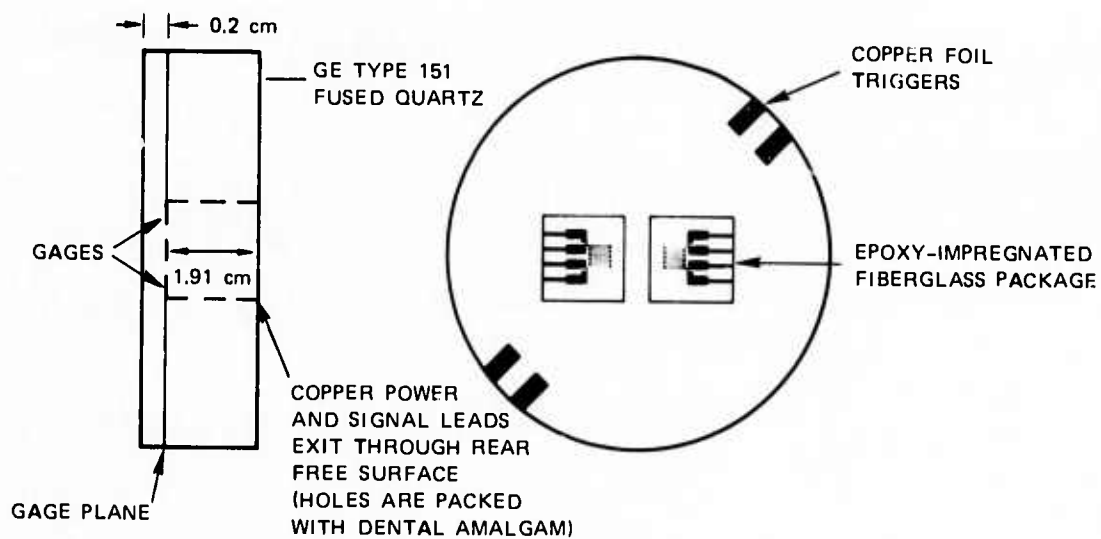 0.2 cm
GE TYPE 151
FUSED QUARTZ
GAGES
1.91 cm
GAGE PLANE
COPPER POWER
AND SIGNAL LEADS
EXIT THROUGH REAR
FREE SURFACE
(HOLES ARE PACKED
WITH DENTAL AMALGAM)
COPPER FOIL
TRIGGERS
EPOXY-IMPREGNATED
FIBERGLASS PACKAGE